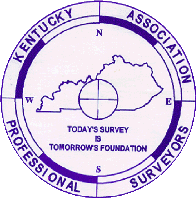 KENTUCKY
ASSOCIATION
PROFESSIONAL
SURVEYORS
N
W
E
S
TODAY'S SURVEY
IS
TOMORROW'S FOUNDATION